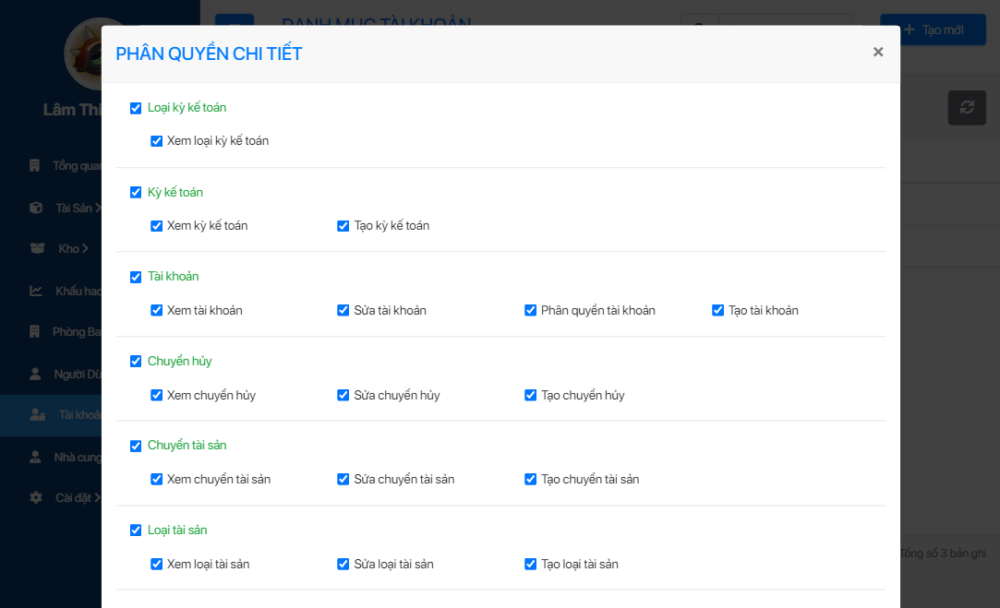 DANH MỤC TÀI KHOẢN
Tạo mới
PHÂN QUYỀN CHI TIẾT
×
Loại kỳ kế toán
Xem loại kỳ kế toán
Kỳ kế toán
Xem kỳ kế toán Tạo kỳ kế toán
Tài khoản
Xem tài khoản Sửa tài khoản Phân quyền tài khoản Tạo tài khoản
Chuyển hủy
Xem chuyển hủy Sửa chuyển hủy Tạo chuyển hủy
Chuyển tài sản
Xem chuyển tài sản Sửa chuyển tài sản Tạo chuyển tài sản
Loại tài sản
Xem loại tài sản Sửa loại tài sản Tạo loại tài sản
Lâm Thi
Tổng quan
Tài Sản
Kho
Khấu hao
Phòng Ba
Người Dù
Tài khoả
Nhà cung
Cài đặt
Tổng số 3 bản ghi